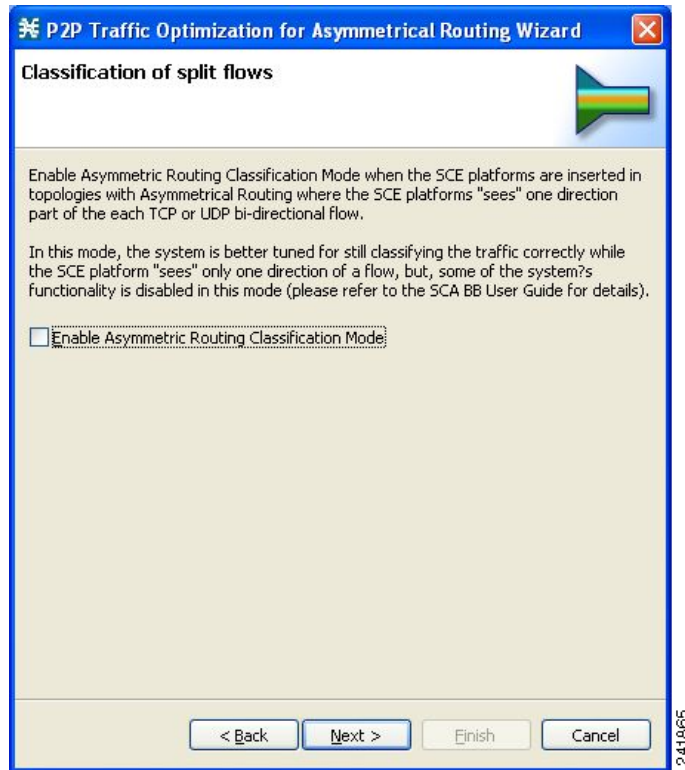 P2P Traffic Optimization for Asymmetrical Routing Wizard
Classification of split flows
Enable Asymmetric Routing Classification Mode when the SCE platforms are inserted in
topologies with Asymmetrical Routing where the SCE platforms "sees" one direction
part of the each TCP or UDP bi-directional flow.
In this mode, the system is better tuned for still classifying the traffic correctly while
the SCE platform "sees" only one direction of a flow, but, some of the system?s
functionality is disabled in this mode (please refer to the SCA BB User Guide for details).
Enable Asymmetric Routing Classification Mode
< Back
Next >
Finish
Cancel
241965